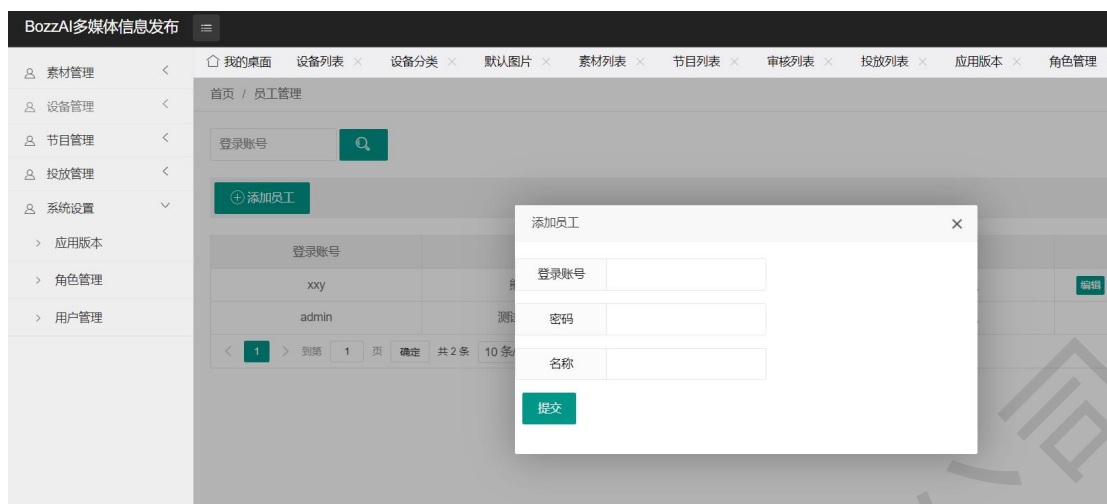 BozzAI多媒体信息发布
素材管理
设备管理
节目管理
投放管理
系统设置
应用版本
角色管理
用户管理
我的桌面 设备列表 设备分类 默认图片 素材列表 节目列表 审核列表 投放列表 应用版本 角色管理
首页 / 员工管理
登录账号
添加员工
登录账号
xxy
编辑
admin
测
1 到第 1 页 确定 共 2 条 10 条/
添加员工
登录账号
密码
名称
提交
司